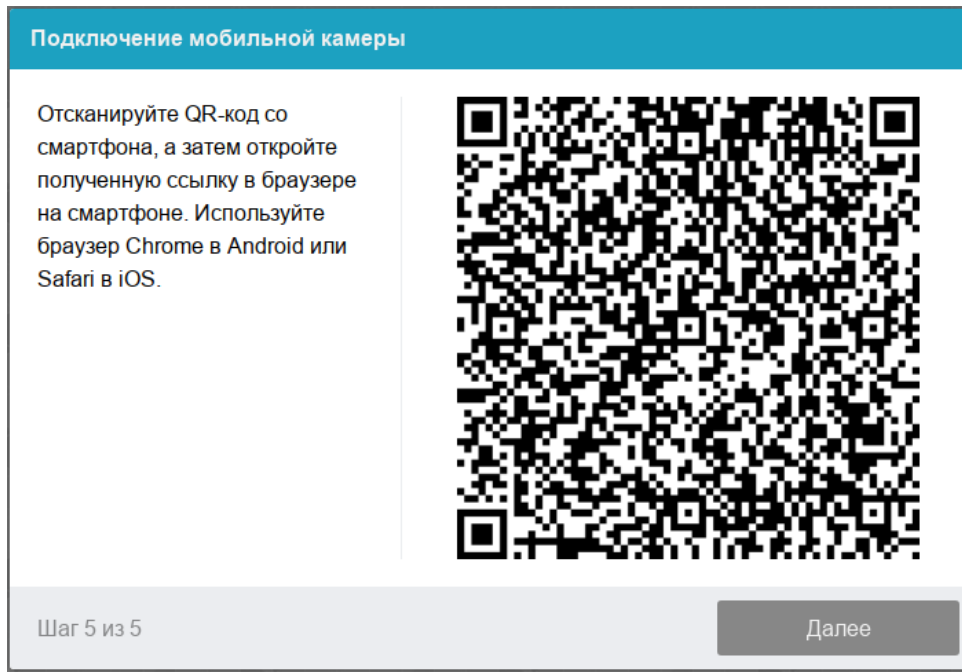 Подключение мобильной камеры
Отсканируйте QR-код со
смартфона, а затем откройте
полученную ссылку в браузере
на смартфоне. Используйте
браузер Chrome в Android или
Safari в iOS.
Шаг 5 из 5
Далее